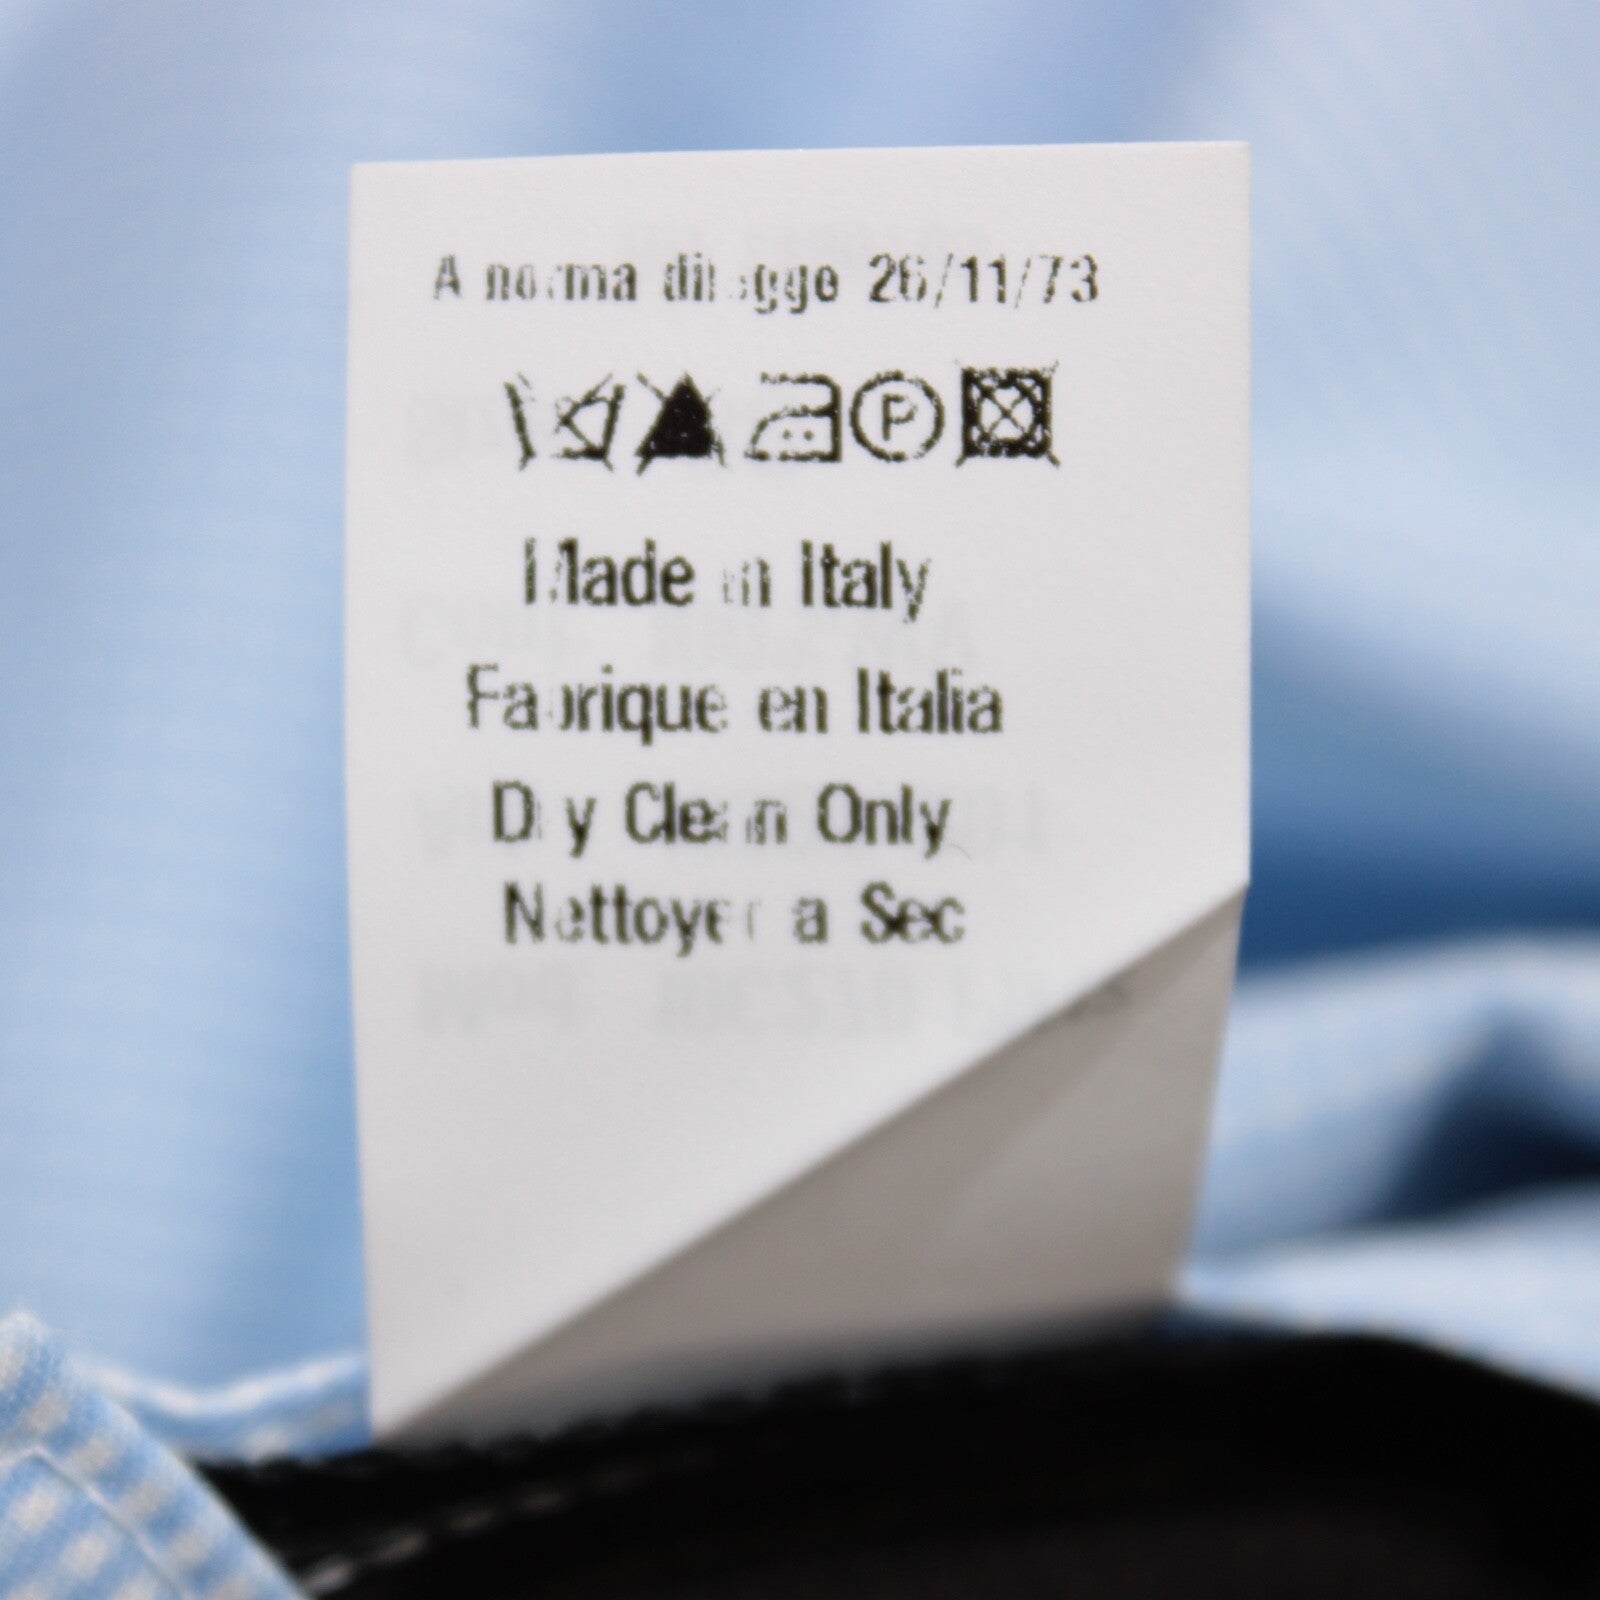 A norma di legge 26/11/73
P
Made in Italy
Fabrique en Italia
Dry Clean Only
Nettoyer a Sec